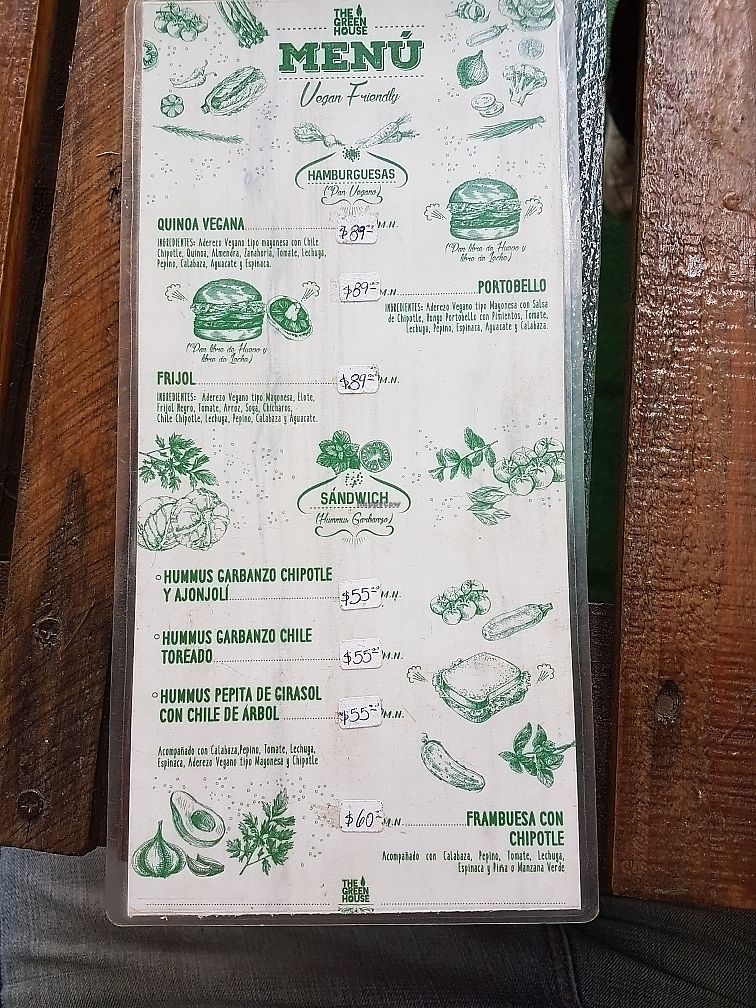 THE GREEN HOUSE
MENÚ
Vegan Friendly
HAMBURGUESAS
(Pan Vegano)
QUINOA VEGANA $89 M.N.
INGREDIENTES: Aderezo Vegano tipo mayonesa con Chile
Chipotle, Quinoa, Almendra, Zanahoria, Tomate, Lechuga,
Pepino, Calabaza, Aguacate y Espinaca.
(Pan libre de Huevo y
libre de Leche)
$89 M.N. PORTOBELLO
INGREDIENTES: Aderezo Vegano tipo Mayonesa con Salsa
de Chipotle, Hongo Portobello con Pimientos, Tomate,
Lechuga, Pepino, Espinaca, Aguacate y Calabaza.
(Pan libre de Huevo y
libre de Leche)
FRIJOL $89 M.N.
INGREDIENTES: Aderezo Vegano tipo Mayonesa, Elote,
Frijol Negro, Tomate, Arroz, Soya, Chicharos,
Chile Chipotle, Lechuga, Pepino, Calabaza y Aguacate.
SÁNDWICH
(Hummus Garbanzo)
HUMMUS GARBANZO CHIPOTLE
Y AJONJOLÍ $55 M.N.
HUMMUS GARBANZO CHILE
TOREADO $55 M.N.
HUMMUS PEPITA DE GIRASOL
CON CHILE DE ÁRBOL $55 M.N.
Acompañado con Calabaza,Pepino, Tomate, Lechuga,
Espinaca, Aderezo Vegano tipo Mayonesa y Chipotle
$60 M.N. FRAMBUESA CON
CHIPOTLE
Acompañado con Calabaza, Pepino, Tomate, Lechuga,
Espinaca y Piña o Manzana Verde
THE GREEN HOUSE